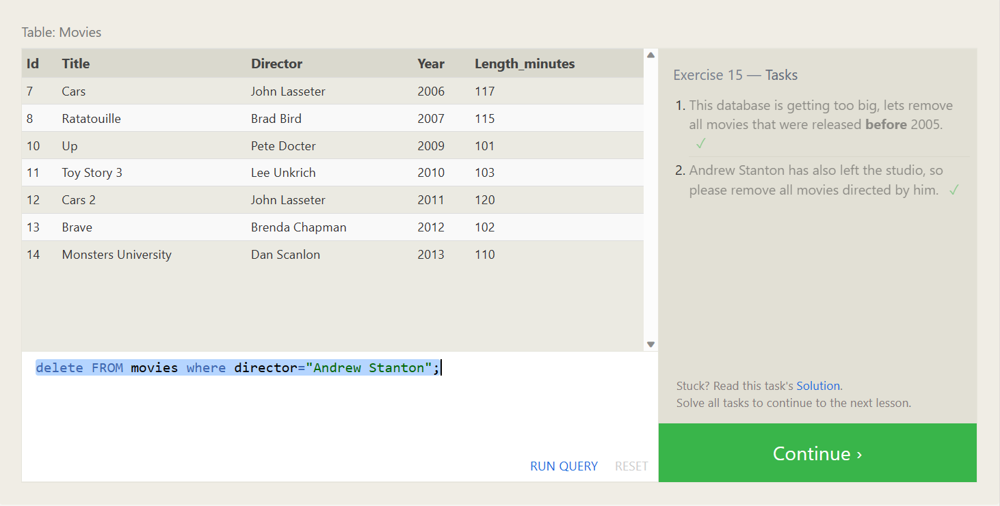 Table: Movies
Id Title Director Year Length_minutes
7 Cars John Lasseter 2006 117
8 Ratatouille Brad Bird 2007 115
10 Up Pete Docter 2009 101
11 Toy Story 3 Lee Unkrich 2010 103
12 Cars 2 John Lasseter 2011 120
13 Brave Brenda Chapman 2012 102
14 Monsters University Dan Scanlon 2013 110
delete FROM movies where director="Andrew Stanton";
RUN QUERY RESET
Exercise 15 — Tasks
1. This database is getting too big, lets remove
all movies that were released before 2005.
✓
2. Andrew Stanton has also left the studio, so
please remove all movies directed by him. ✓
Stuck? Read this task's Solution.
Solve all tasks to continue to the next lesson.
Continue ›